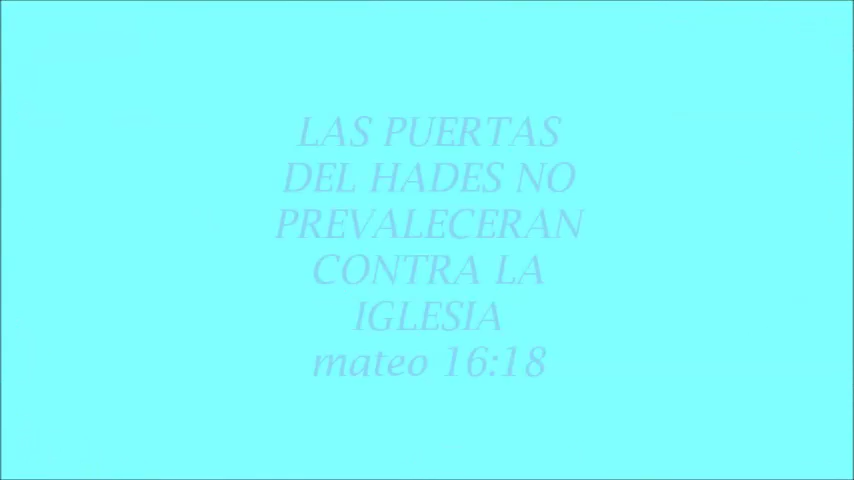 LAS PUERTAS
DEL HADES NO
PREVALECERAN
CONTRA LA
IGLESIA
mateo 16:18